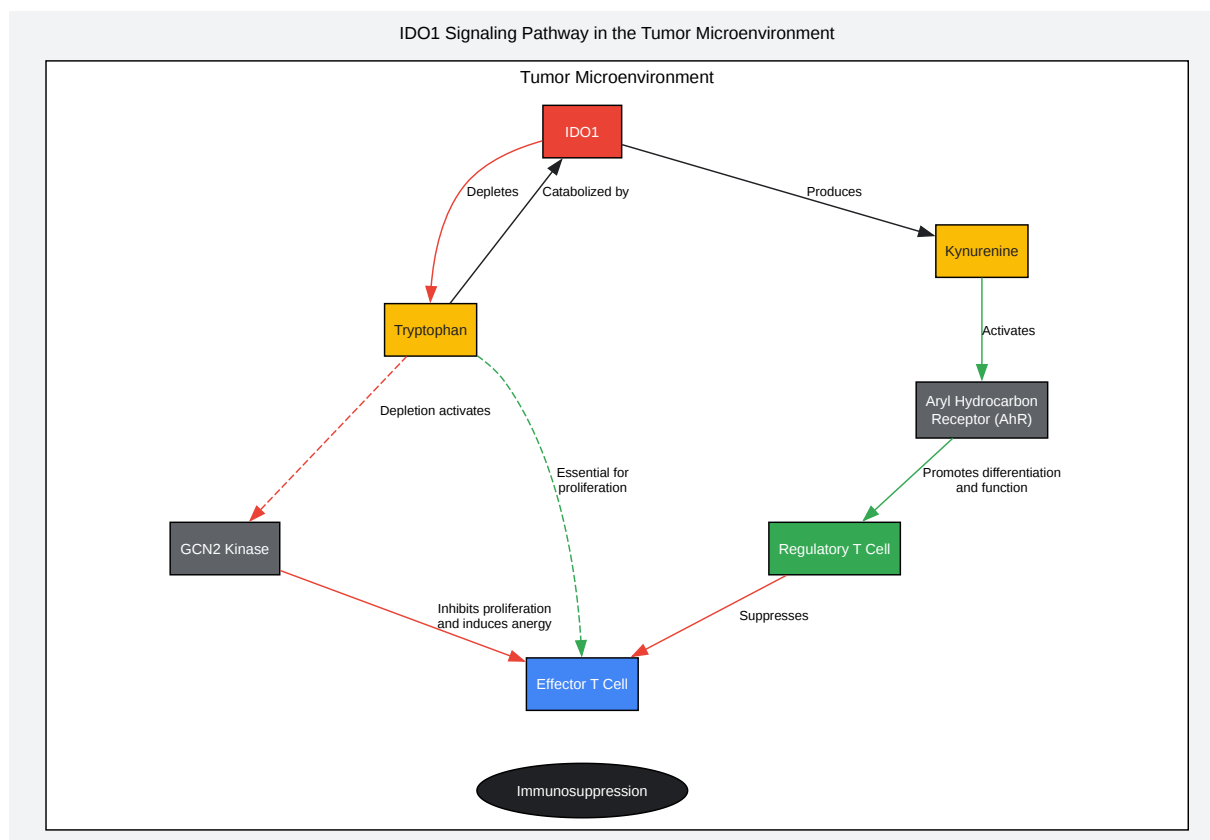 IDO1 Signaling Pathway in the Tumor Microenvironment
Tumor Microenvironment
IDO1
Depletes
Catabolized by
Produces
Kynurenine
Tryptophan
Activates
Depletion activates
Aryl Hydrocarbon
Receptor (AhR)
Essential for
proliferation
Promotes differentiation
and function
GCN2 Kinase
Regulatory T Cell
Inhibits proliferation
and induces anergy
Suppresses
Effector T Cell
Immunosuppression